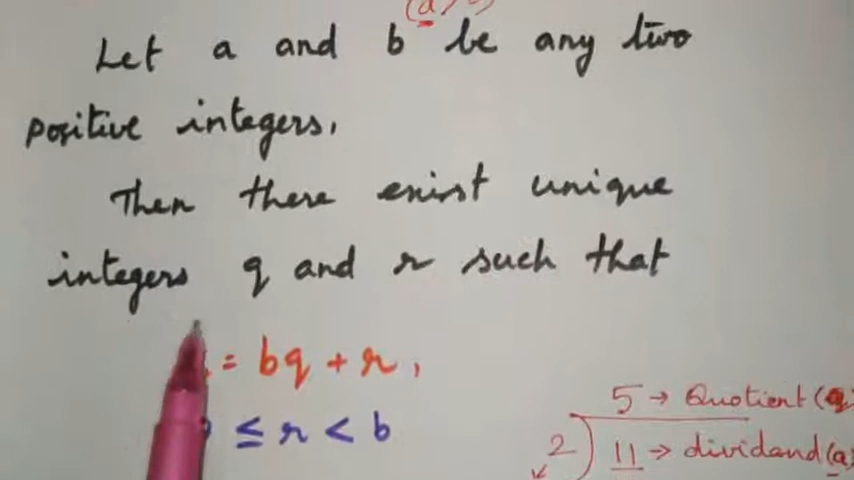 Let a and b be any two
positive integers.
Then there exist unique
integers q and r such that
= bq + r,
≤ r < b
5 → Quotient (q)
2 ) 11 → dividand (a)